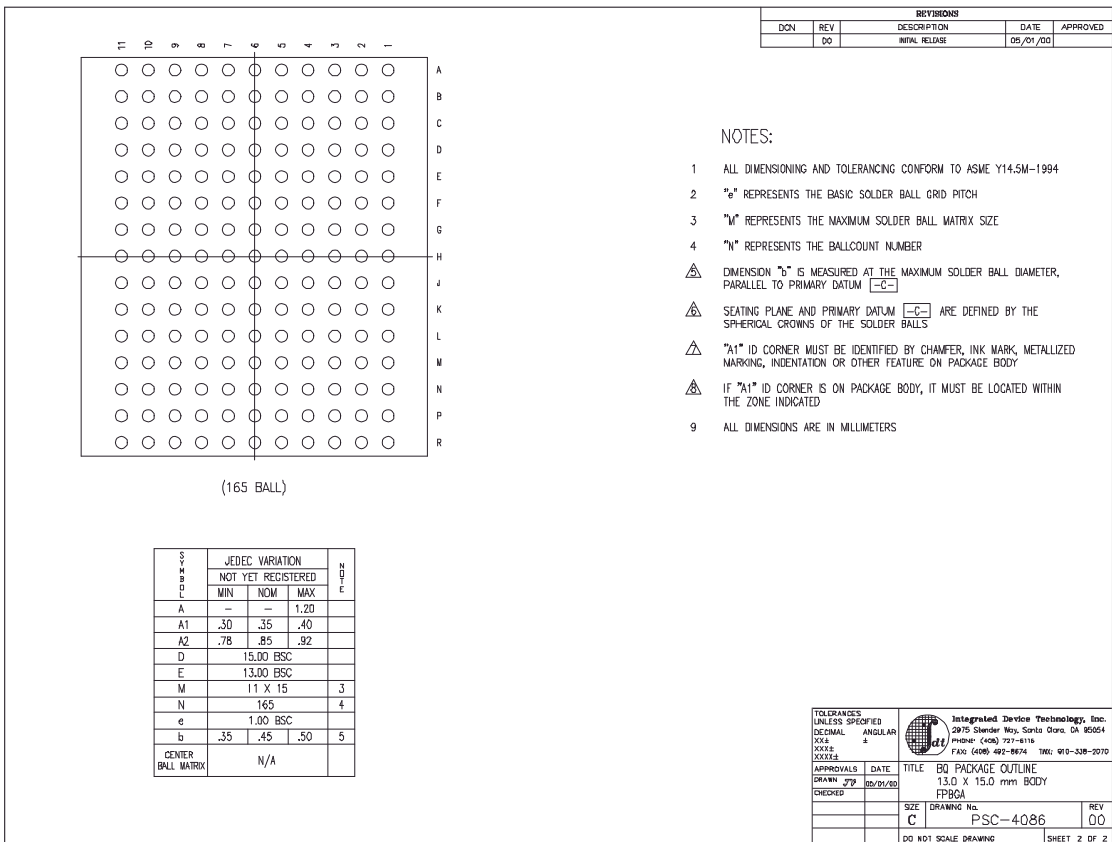 REVISIONS
DCN REV DESCRIPTION DATE APPROVED
00 INITIAL RELEASE 05/01/00
11 10 9 8 7 6 5 4 3 2 1
A
B
C
D
E
F
G
H
J
K
L
M
N
P
R
(165 BALL)
NOTES:
1 ALL DIMENSIONING AND TOLERANCING CONFORM TO ASME Y14.5M-1994
2 "e" REPRESENTS THE BASIC SOLDER BALL GRID PITCH
3 "M" REPRESENTS THE MAXIMUM SOLDER BALL MATRIX SIZE
4 "N" REPRESENTS THE BALLCOUNT NUMBER
5 DIMENSION "b" IS MEASURED AT THE MAXIMUM SOLDER BALL DIAMETER,
PARALLEL TO PRIMARY DATUM -C-
6 SEATING PLANE AND PRIMARY DATUM -C- ARE DEFINED BY THE
SPHERICAL CROWNS OF THE SOLDER BALLS
7 "A1" ID CORNER MUST BE IDENTIFIED BY CHAMFER, INK MARK, METALLIZED
MARKING, INDENTATION OR OTHER FEATURE ON PACKAGE BODY
8 IF "A1" ID CORNER IS ON PACKAGE BODY, IT MUST BE LOCATED WITHIN
THE ZONE INDICATED
9 ALL DIMENSIONS ARE IN MILLIMETERS
SYMBOL JEDEC VARIATION NOTE
NOT YET REGISTERED
MIN NOM MAX
A – – 1.20
A1 .30 .35 .40
A2 .78 .85 .92
D 15.00 BSC
E 13.00 BSC
M 11 X 15 3
N 165 4
e 1.00 BSC
b .35 .45 .50 5
CENTER
BALL MATRIX N/A
TOLERANCES
UNLESS SPECIFIED
DECIMAL ANGULAR
XX± ±
XXX±
XXXX±
idt
Integrated Device Technology, Inc.
2975 Stender Way, Santa Clara, CA 95054
PHONE: (408) 727-6116
FAX: (408) 492-8674 TWX: 910-338-2070
APPROVALS DATE
DRAWN 05/01/00
CHECKED
TITLE BQ PACKAGE OUTLINE
13.0 X 15.0 mm BODY
FPBGA
SIZE DRAWING No. REV
C PSC-4086 00
DO NOT SCALE DRAWING SHEET 2 OF 2